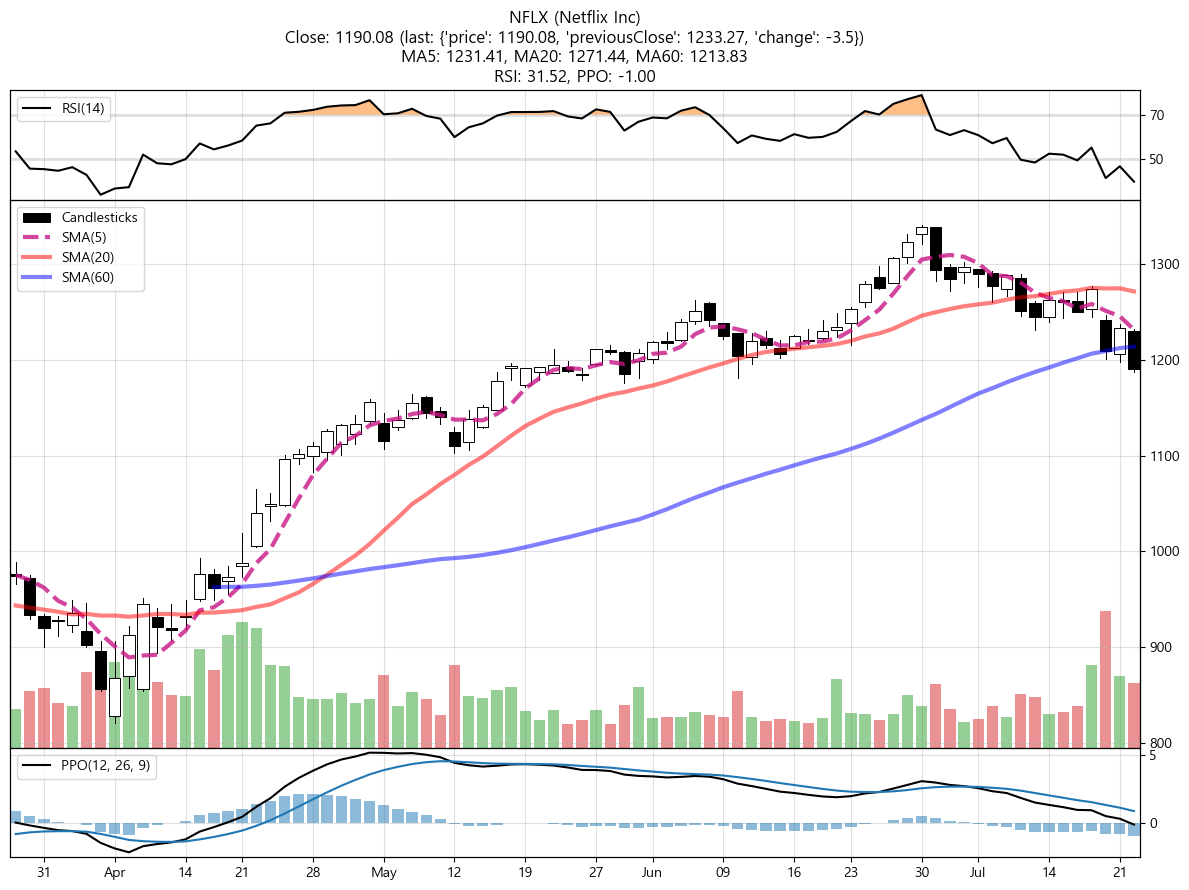 NFLX (Netflix Inc)
Close: 1190.08 (last: {'price': 1190.08, 'previousClose': 1233.27, 'change': -3.5})
MA5: 1231.41, MA20: 1271.44, MA60: 1213.83
RSI: 31.52, PPO: -1.00
RSI(14)
70
50
Candlesticks
SMA(5)
SMA(20)
SMA(60)
1300
1200
1100
1000
900
800
PPO(12, 26, 9)
5
0
31 Apr 14 21 28 May 12 19 27 Jun 09 16 23 30 Jul 14 21